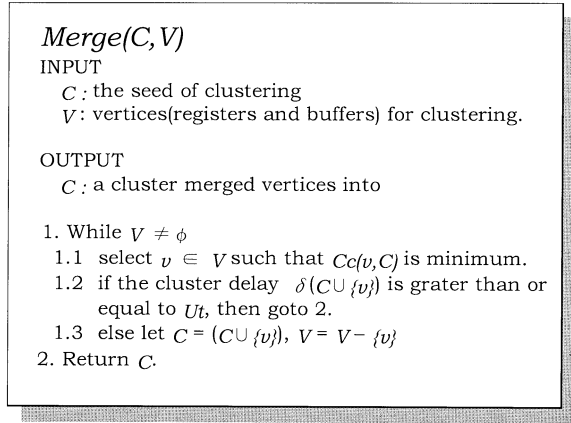 Merge(C,V)
INPUT
C : the seed of clustering
V : vertices(registers and buffers) for clustering.
OUTPUT
C : a cluster merged vertices into
1. While V ≠ ϕ
1.1 select υ ∈ V such that Cc(υ,C) is minimum.
1.2 if the cluster delay δ(C∪{υ}) is grater than or
equal to Ut, then goto 2.
1.3 else let C = (C∪{υ}), V = V − {υ}
2. Return C.